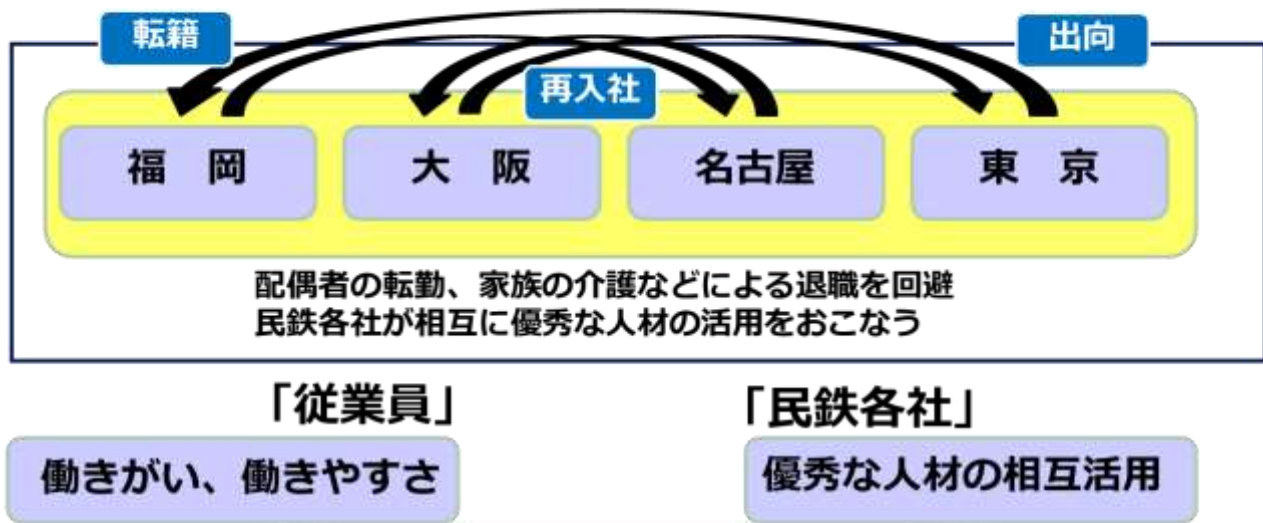 転籍
出向
再入社
福　岡
大　阪
名古屋
東　京
配偶者の転勤、家族の介護などによる退職を回避
民鉄各社が相互に優秀な人材の活用をおこなう
「従業員」
「民鉄各社」
働きがい、働きやすさ
優秀な人材の相互活用